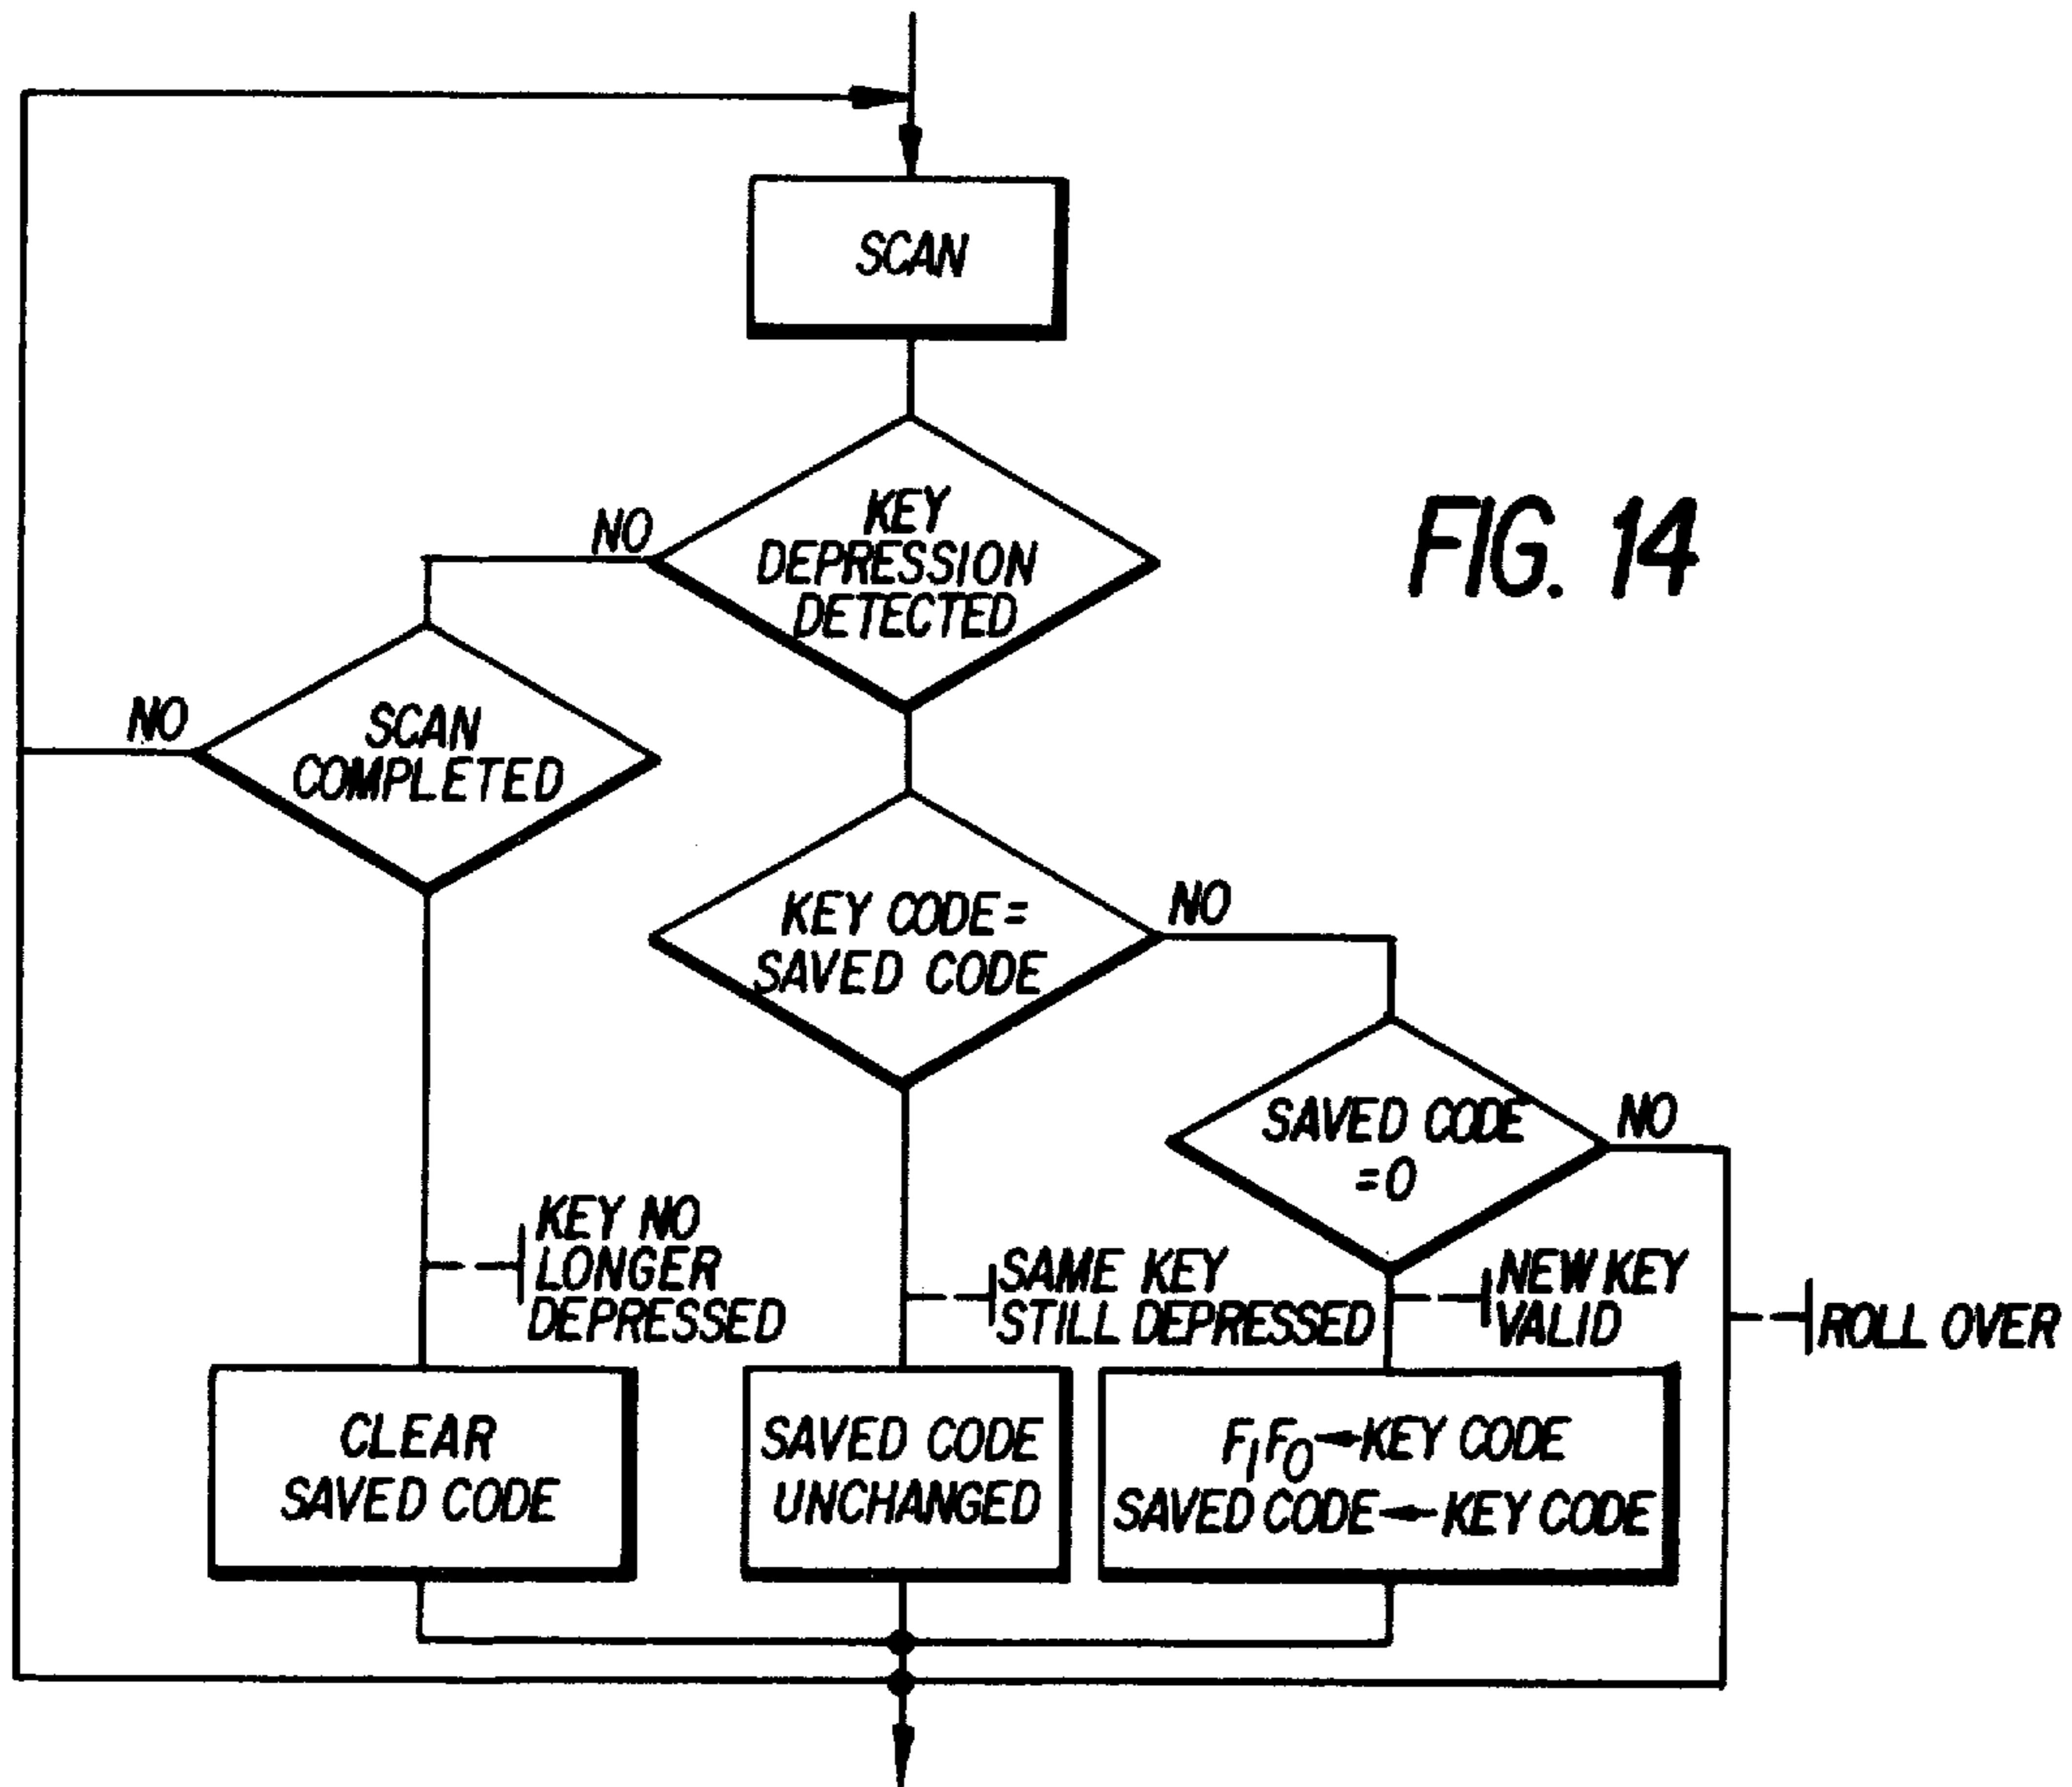 SCAN
KEY
DEPRESSION
DETECTED
NO
FIG. 14
SCAN
COMPLETED
NO
KEY CODE=
SAVED CODE
NO
SAVED CODE
=0
NO
KEY NO
LONGER
DEPRESSED
SAME KEY
STILL DEPRESSED
NEW KEY
VALID
ROLL OVER
CLEAR
SAVED CODE
SAVED CODE
UNCHANGED
F₁F₀←KEY CODE
SAVED CODE←KEY CODE